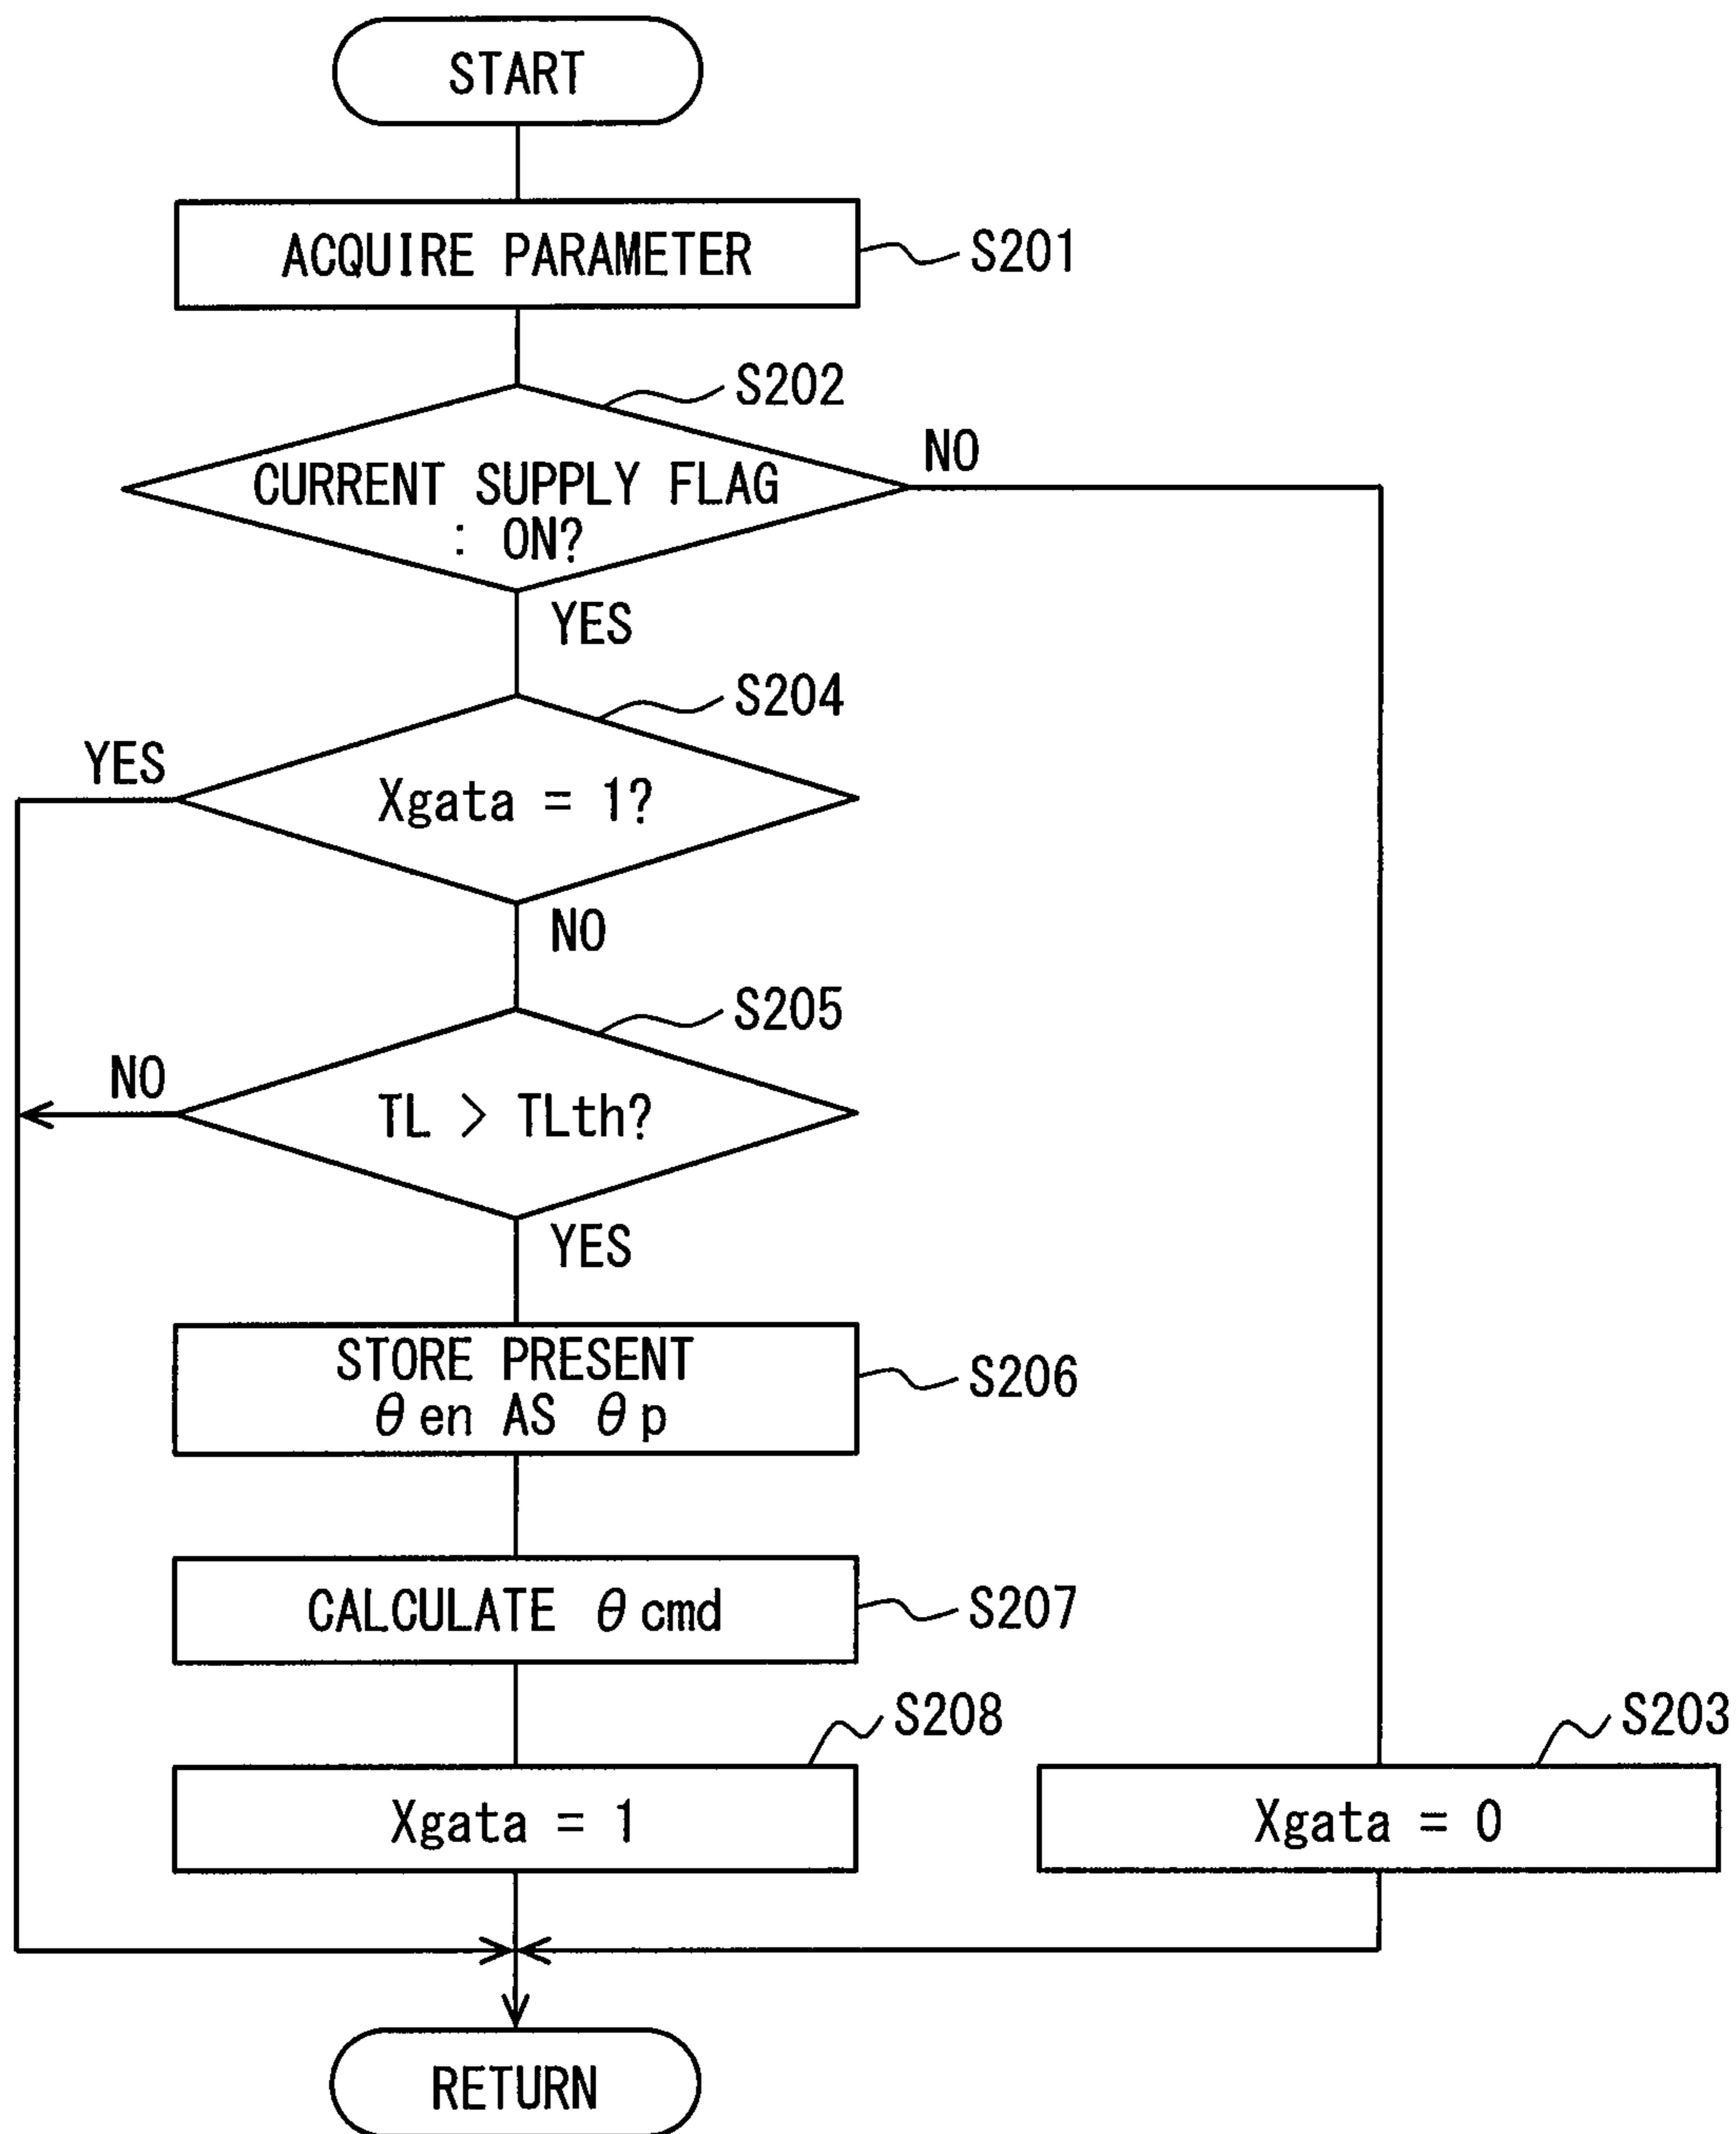 START
ACQUIRE PARAMETER
S201
S202
CURRENT SUPPLY FLAG
: ON?
NO
YES
S204
YES
Xgata = 1?
NO
S205
NO
TL > TLth?
YES
STORE PRESENT
θen AS θp
S206
CALCULATE θcmd
S207
S208
Xgata = 1
S203
Xgata = 0
RETURN